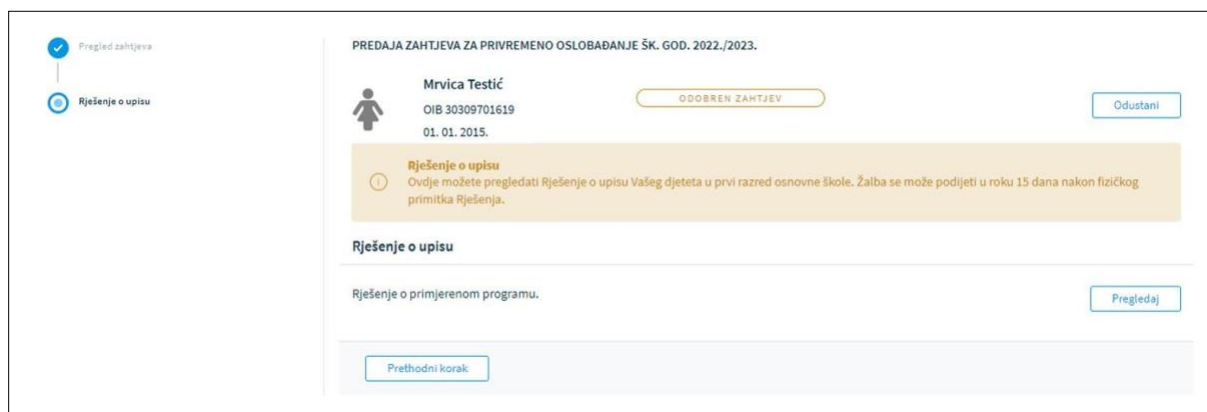 Pregled zahtjeva
Rješenje o upisu
PREDAJA ZAHTJEVA ZA PRIVREMENO OSLOBAĐANJE ŠK. GOD. 2022./2023.
Mrvica Testić
OIB 30309701619
01. 01. 2015.
ODOBREN ZAHTJEV
Odustani
Rješenje o upisu
Ovdje možete pregledati Rješenje o upisu Vašeg djeteta u prvi razred osnovne škole. Žalba se može podijeti u roku 15 dana nakon fizičkog
primitka Rješenja.
Rješenje o upisu
Rješenje o primjerenom programu.
Pregledaj
Prethodni korak